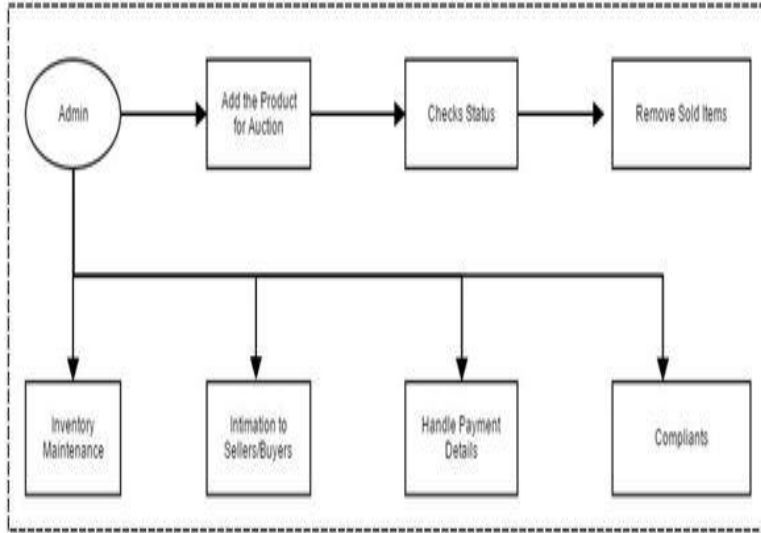 Admin
Add the Product
for Auction
Checks Status
Remove Sold Items
Inventory
Maintenance
Intimation to
Sellers/Buyers
Handle Payment
Details
Compliants